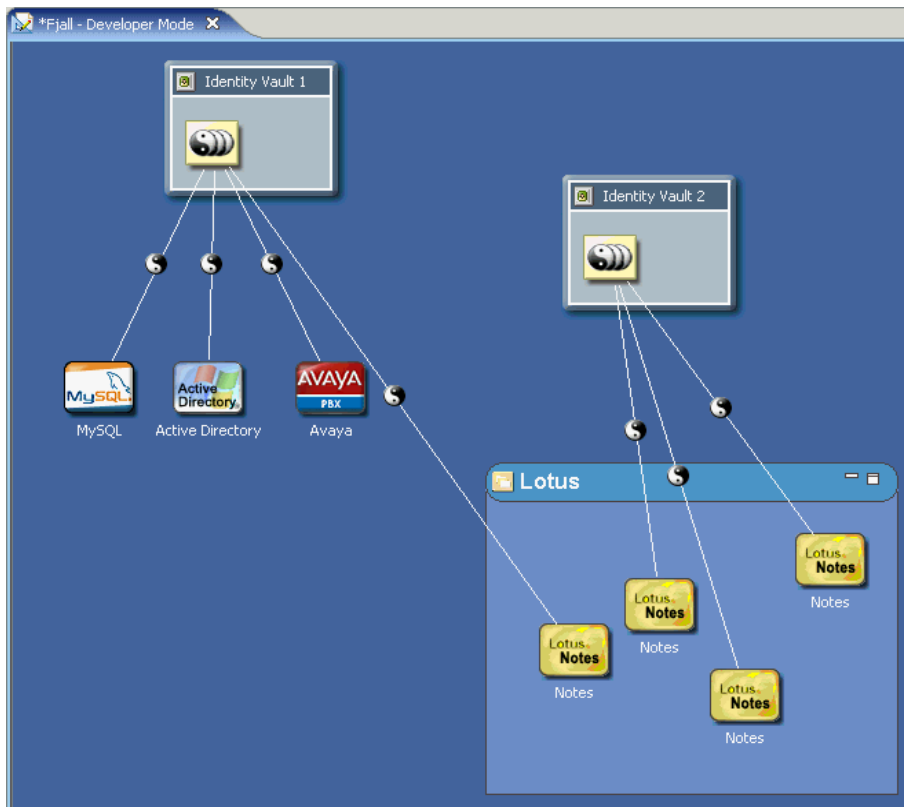 *Fjall - Developer Mode
Identity Vault 1
Identity Vault 2
MySQL
Active
Directory
AVAYA
PBX
MySQL
Active Directory
Avaya
Lotus
Lotus
Notes
Notes
Lotus
Notes
Notes
Lotus
Notes
Notes
Lotus
Notes
Notes